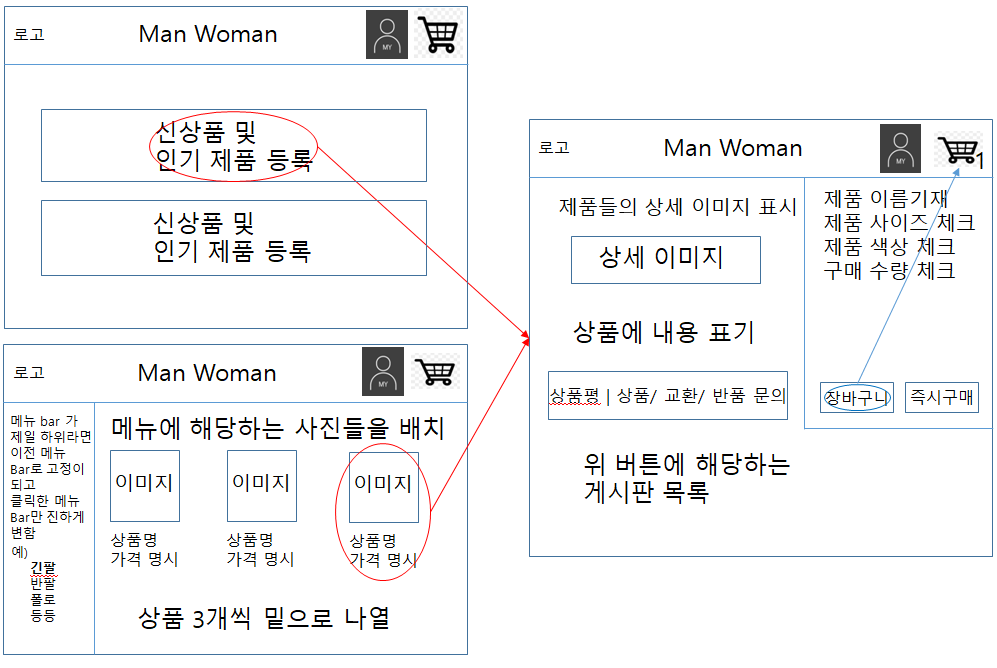 로고
Man Woman
MY
신상품 및
인기 제품 등록
신상품 및
인기 제품 등록
로고
Man Woman
MY
메뉴 bar 가
제일 하위라면
이전 메뉴
Bar로 고정이
되고
클릭한 메뉴
Bar만 진하게
변함
예)
긴팔
반팔
폴로
등등
메뉴에 해당하는 사진들을 배치
이미지
이미지
이미지
상품명
가격 명시
상품명
가격 명시
상품명
가격 명시
상품 3개씩 밑으로 나열
로고
Man Woman
MY
1
제품들의 상세 이미지 표시
상세 이미지
상품에 내용 표기
상품평 | 상품/ 교환/ 반품 문의
위 버튼에 해당하는
게시판 목록
제품 이름기재
제품 사이즈 체크
제품 색상 체크
구매 수량 체크
장바구니
즉시구매